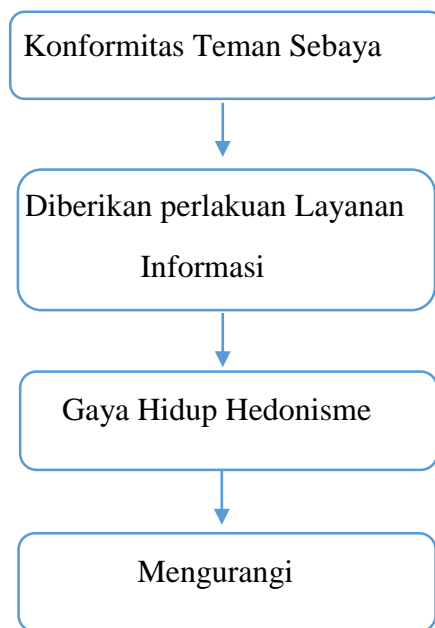 Konformitas Teman Sebaya
Diberikan perlakuan Layanan
Informasi
Gaya Hidup Hedonisme
Mengurangi